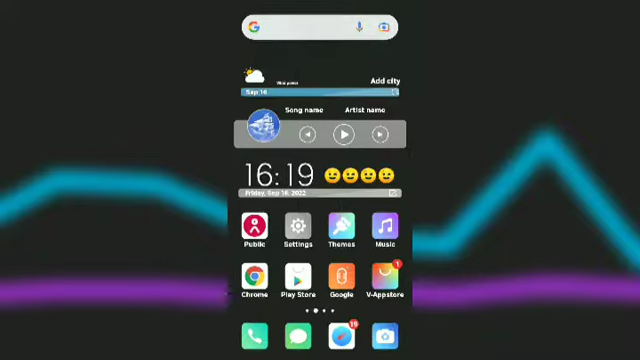 Add city
Sep 16
Song name Artist name
16:19
Friday, Sep 16, 2022
Public Settings Themes Music
1
Chrome Play Store Google V-Appstore
19